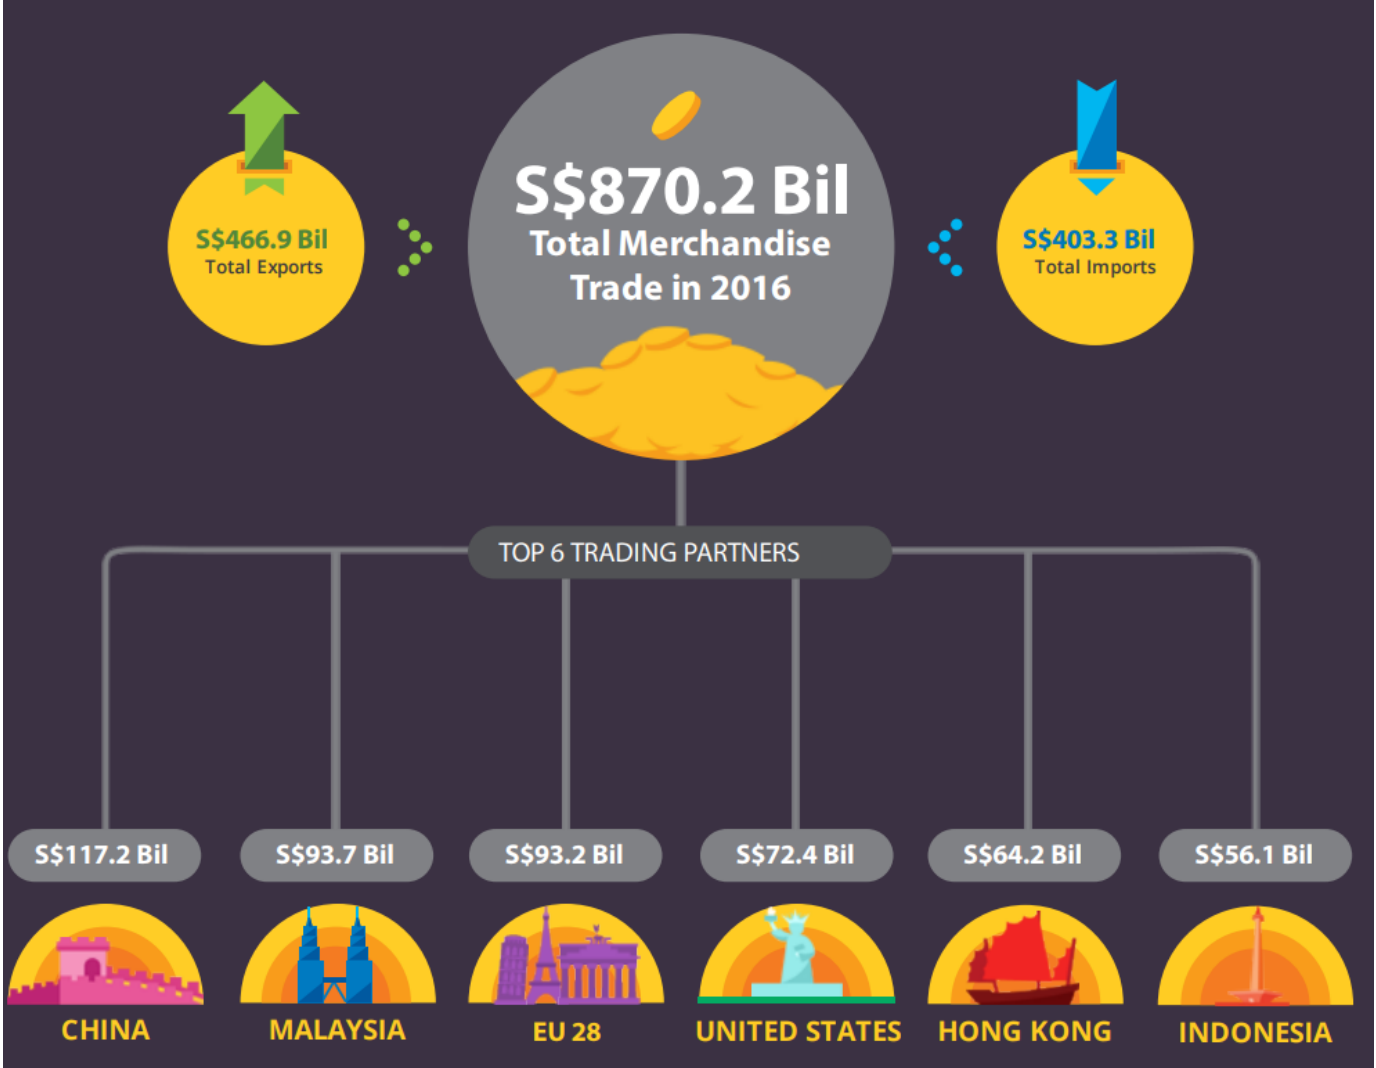 S$870.2 Bil
Total Merchandise
Trade in 2016
S$466.9 Bil
Total Exports
S$403.3 Bil
Total Imports
TOP 6 TRADING PARTNERS
S$117.2 Bil
CHINA
S$93.7 Bil
MALAYSIA
S$93.2 Bil
EU 28
S$72.4 Bil
UNITED STATES
S$64.2 Bil
HONG KONG
S$56.1 Bil
INDONESIA